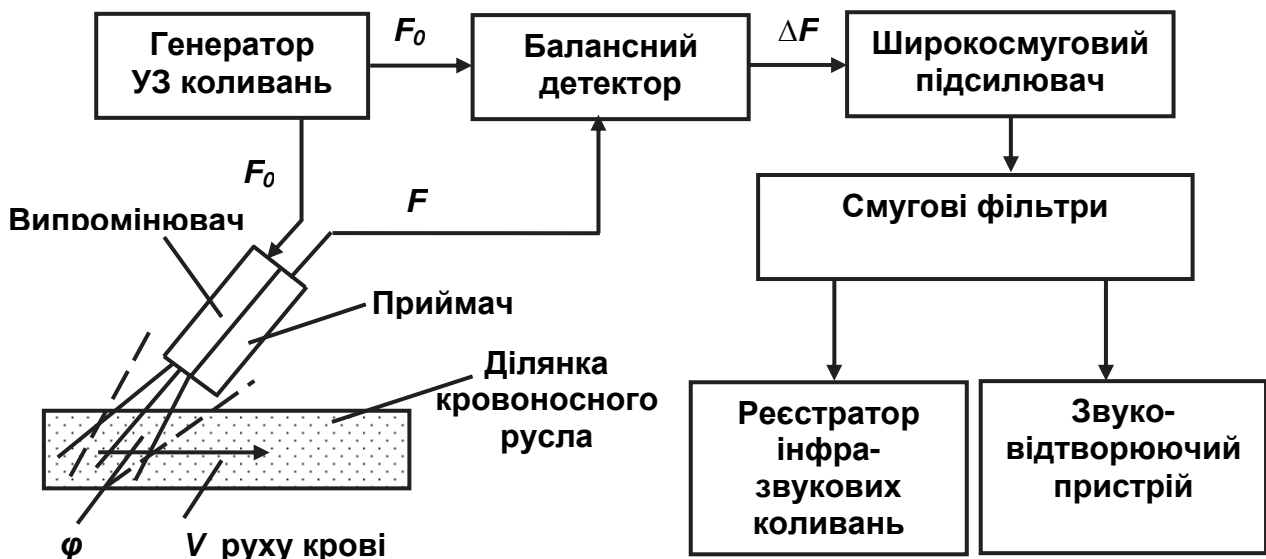 Генератор
УЗ коливань
F₀
Балансний
детектор
ΔF
Широкосмуговий
підсилювач
F₀
F
Смугові фільтри
Випромінювач
Приймач
Ділянка
кровоносного
русла
Реєстратор
інфра-
звукових
коливань
Звуко-
відтворюючий
пристрій
φ
V руху крові